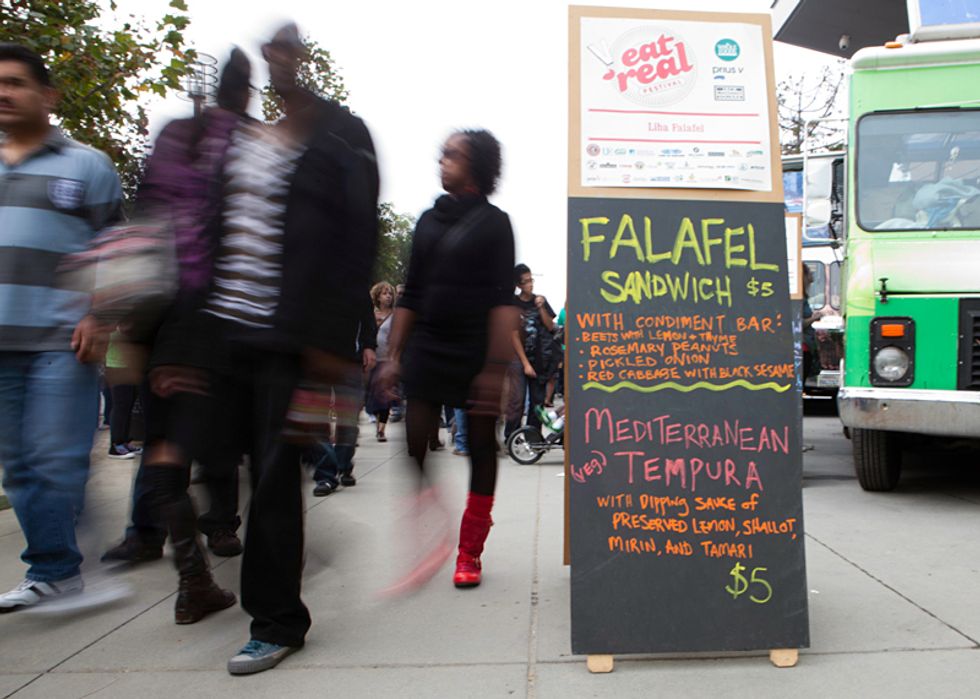 eat
real
FESTIVAL
prius v
Liba Falafel
FALAFEL
SANDWICH $5
WITH CONDIMENT BAR:
• BEETS WITH LEMON + THYME
• ROSEMARY PEANUTS
• PICKLED ONION
• RED CABBAGE WITH BLACK SESAME
MEDITERRANEAN
(VEG) TEMPURA
WITH DIPPING SAUCE OF
PRESERVED LEMON, SHALLOT,
MIRIN, AND TAMARI
$5